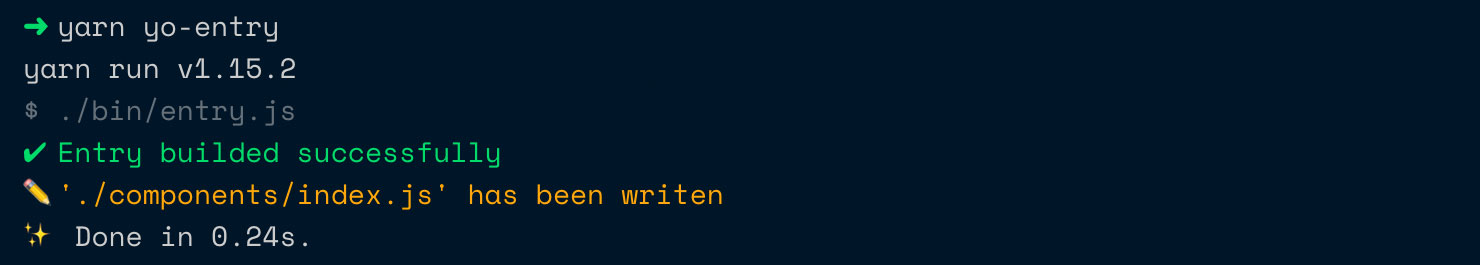 ➜ yarn yo-entry
yarn run v1.15.2
$ ./bin/entry.js
✔ Entry builded successfully
✏️ './components/index.js' has been writen
✨ Done in 0.24s.